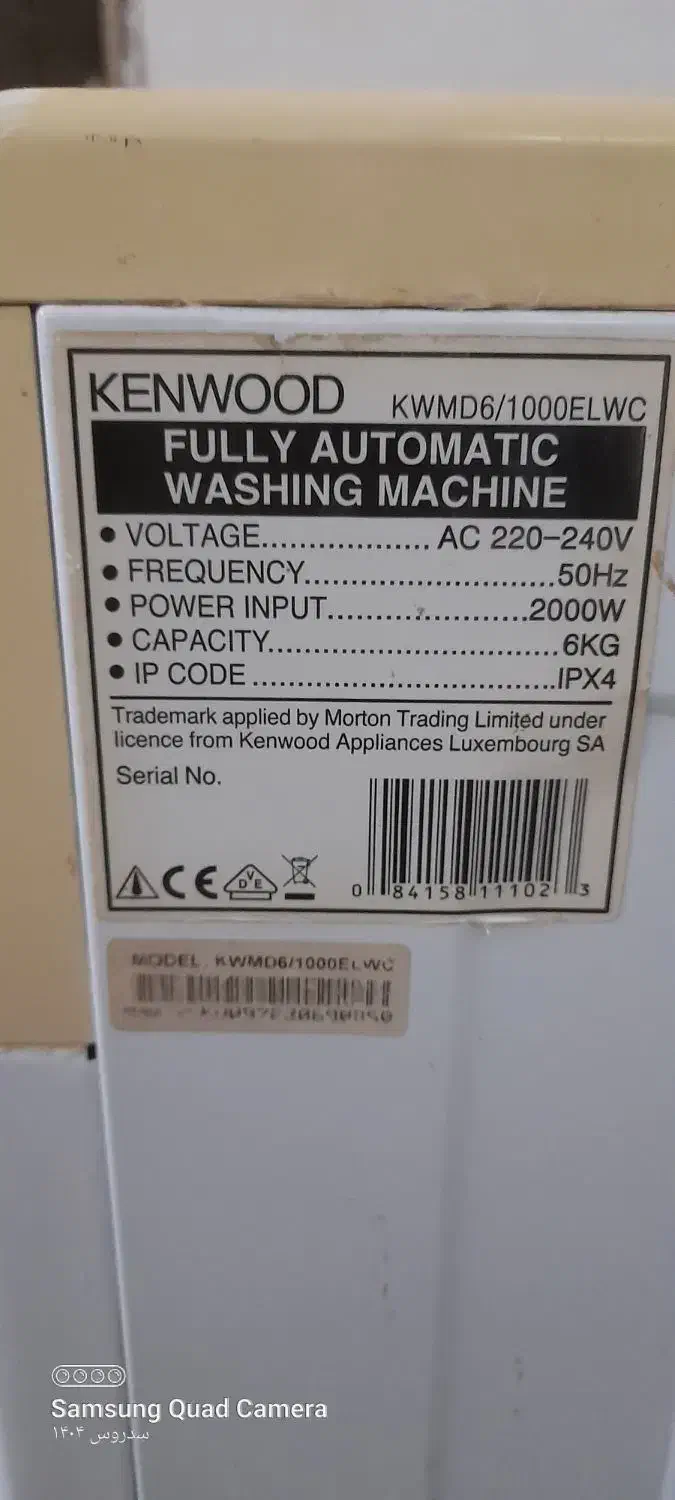 KENWOOD KWMD6/1000ELWC
FULLY AUTOMATIC
WASHING MACHINE
● VOLTAGE.................. AC 220-240V
● FREQUENCY...........................50Hz
● POWER INPUT......................2000W
● CAPACITY...............................6KG
● IP CODE .................................IPX4
Trademark applied by Morton Trading Limited under
licence from Kenwood Appliances Luxembourg SA
Serial No.
CE
DVE
0 84158 11102 3
MODEL. KWMD6/1000ELWC
Samsung Quad Camera
سدروس ۱۴۰۴